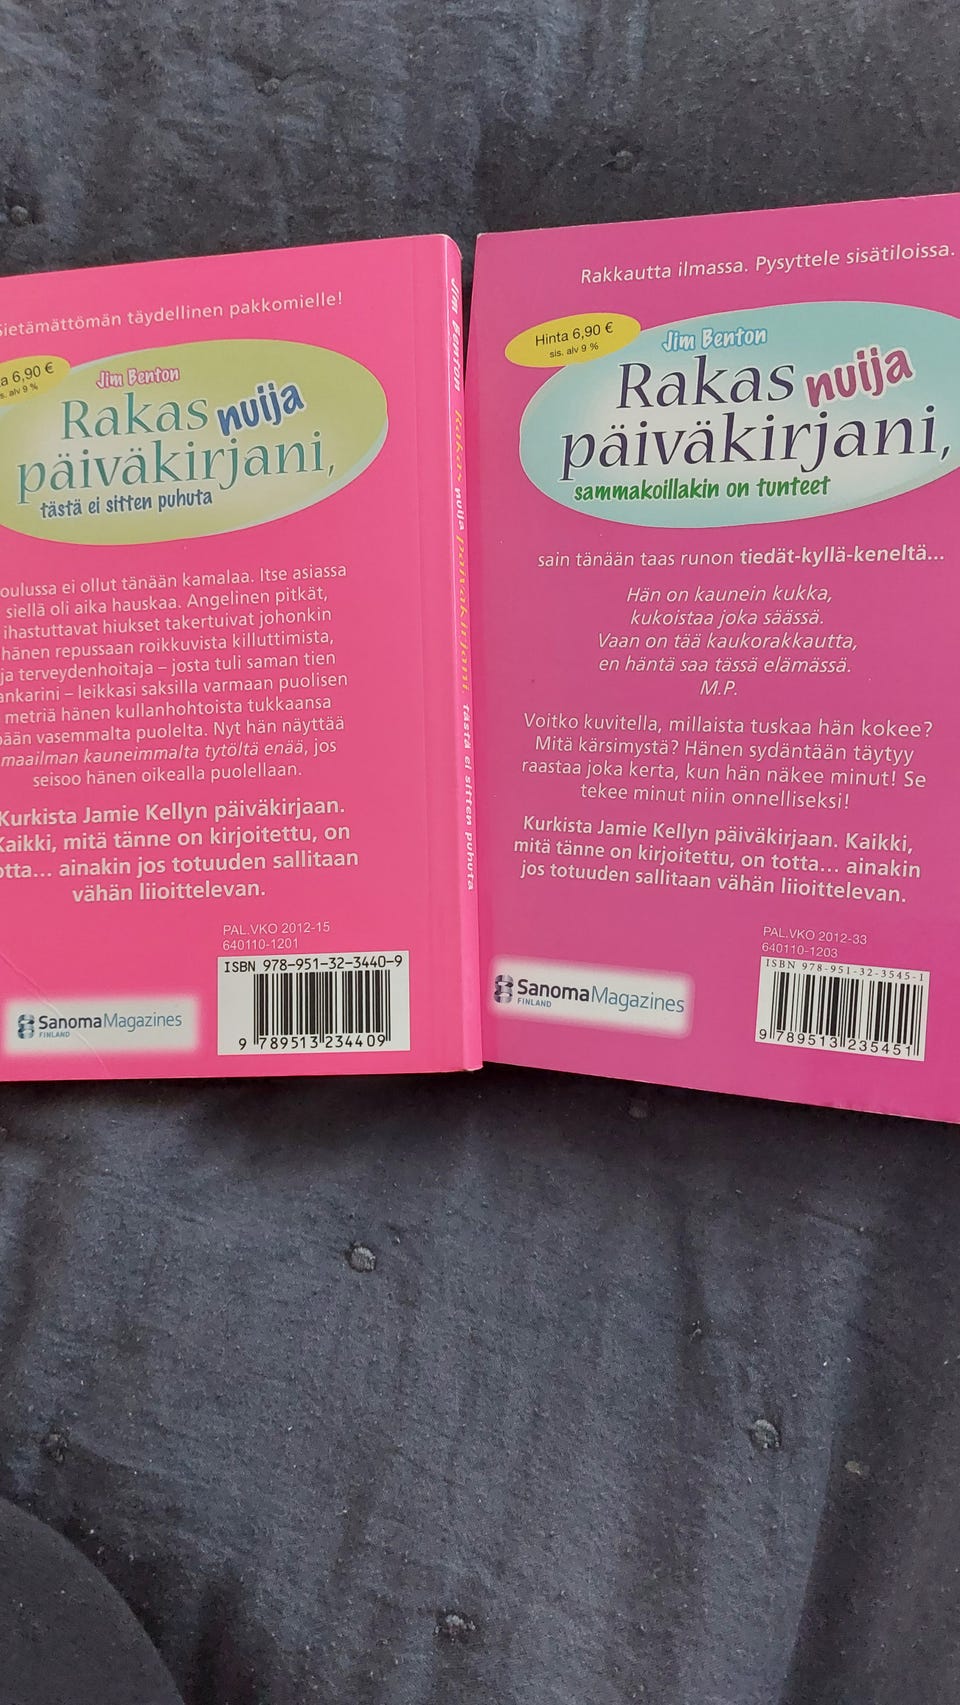 Sietämättömän täydellinen pakkomielle!
6,90 €
alv 9 %
Jim Benton
Rakas nuija
päiväkirjani,
tästä ei sitten puhuta
oulussa ei ollut tänään kamalaa. Itse asiassa
siellä oli aika hauskaa. Angelinen pitkät,
ihastuttavat hiukset takertuivat johonkin
hänen repussaan roikkuvista killuttimista,
ja terveydenhoitaja – josta tuli saman tien
ankarini – leikkasi saksilla varmaan puolisen
metriä hänen kullanhohtoista tukkaansa
pään vasemmalta puolelta. Nyt hän näyttää
maailman kauneimmalta tytöltä enää, jos
seisoo hänen oikealla puolellaan.
Kurkista Jamie Kellyn päiväkirjaan.
Kaikki, mitä tänne on kirjoitettu, on
otta... ainakin jos totuuden sallitaan
vähän liioittelevan.
PAL.VKO 2012-15
640110-1201
ISBN 978-951-32-3440-9
9 789513 234409
SanomaMagazines
FINLAND
Jim Benton Rakas nuija päiväkirjani, tästä ei sitten puhuta
Rakkautta ilmassa. Pysyttele sisätiloissa.
Hinta 6,90 €
sis. alv 9 %
Jim Benton
Rakas nuija
päiväkirjani,
sammakoillakin on tunteet
sain tänään taas runon tiedät-kyllä-keneltä...
Hän on kaunein kukka,
kukoistaa joka säässä.
Vaan on tää kaukorakkautta,
en häntä saa tässä elämässä.
M.P.
Voitko kuvitella, millaista tuskaa hän kokee?
Mitä kärsimystä? Hänen sydäntään täytyy
raastaa joka kerta, kun hän näkee minut! Se
tekee minut niin onnelliseksi!
Kurkista Jamie Kellyn päiväkirjaan. Kaikki,
mitä tänne on kirjoitettu, on totta... ainakin
jos totuuden sallitaan vähän liioittelevan.
PAL.VKO 2012-33
640110-1203
ISBN 978-951-32-3545-1
9 789513 235451
SanomaMagazines
FINLAND